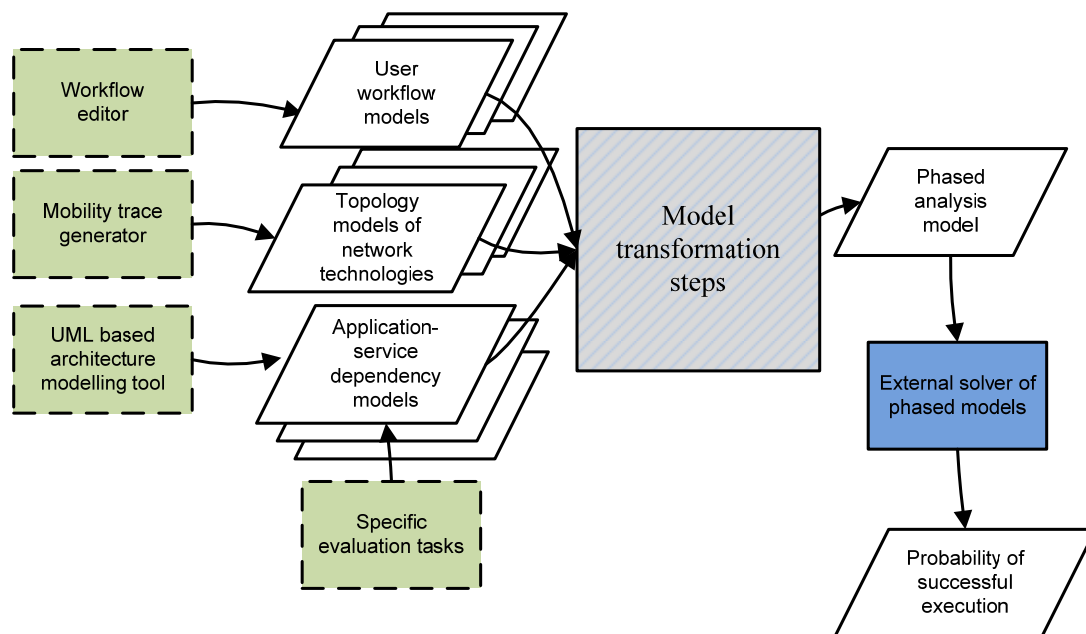 Workflow
editor
User
workflow
models
Mobility trace
generator
Topology
models of
network
technologies
UML based
architecture
modelling tool
Application-
service
dependency
models
Specific
evaluation tasks
Model
transformation
steps
Phased
analysis
model
External solver of
phased models
Probability of
successful
execution